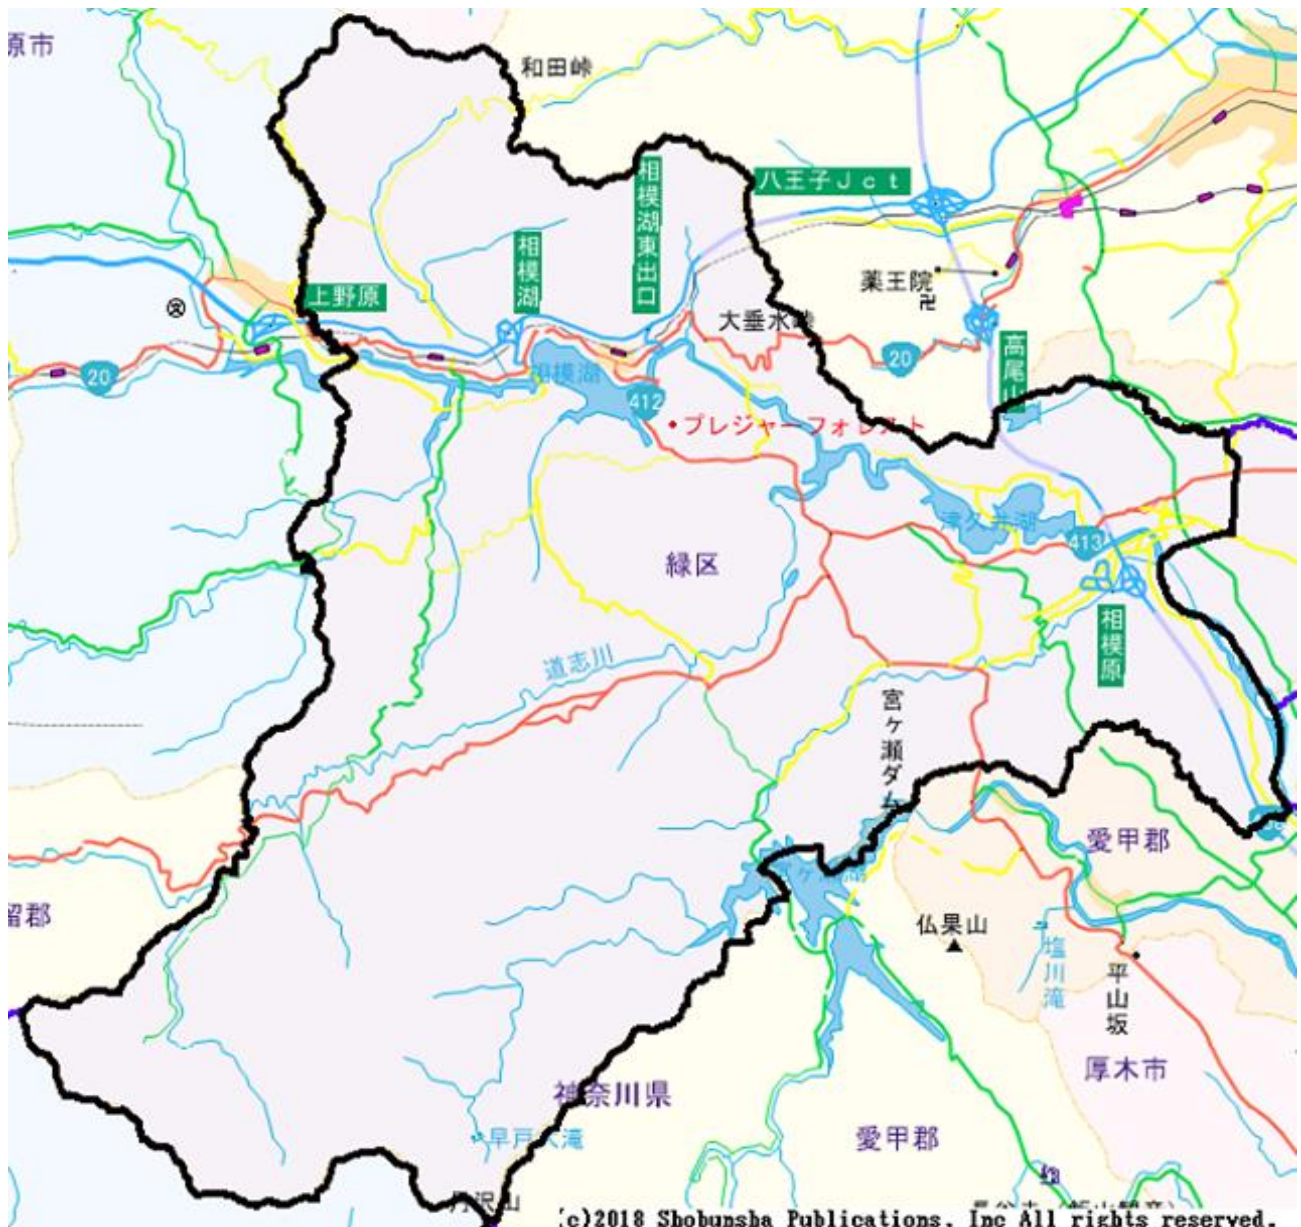 原市
和田峠
八王子Jct
相模湖東出口
相模湖
薬王院
上野原
大垂水峠
20
20
高尾山
相模湖
412
プレジャーフォレスト
津久井湖
413
緑区
相模原
道志川
宮ヶ瀬ダム
愛甲郡
留郡
仏果山
塩川滝
平山坂
厚木市
神奈川県
早戸大滝
愛甲郡
丹沢山
(c)2018 Shobunsha Publications, Inc All rights reserved